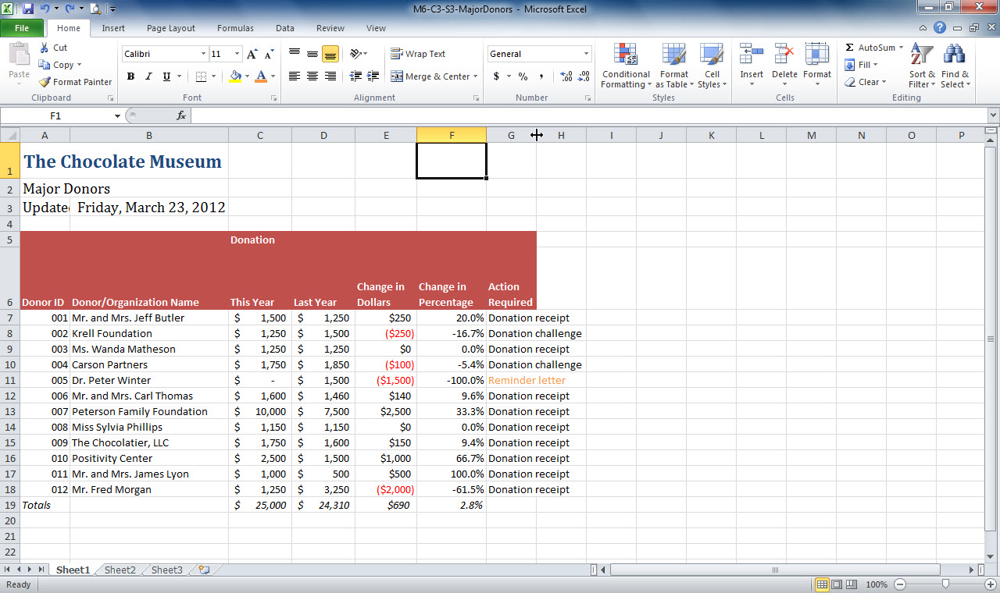 M6-C3-S3-MajorDonors - Microsoft Excel
File Home Insert Page Layout Formulas Data Review View
Paste
Cut
Copy
Format Painter
Clipboard
Calibri 11
B I U
Font
Wrap Text
Merge & Center
Alignment
General
$ % ,
Number
Conditional Formatting
Format as Table
Cell Styles
Styles
Insert Delete Format
Cells
Σ AutoSum
Fill
Clear
Sort & Filter
Find & Select
Editing
F1 fx
A B C D E F G H I J K L M N O P
1 The Chocolate Museum
2 Major Donors
3 Update Friday, March 23, 2012
4
5 Donation
6 Donor ID Donor/Organization Name This Year Last Year Change in Dollars Change in Percentage Action Required
7 001 Mr. and Mrs. Jeff Butler $ 1,500 $ 1,250 $250 20.0% Donation receipt
8 002 Krell Foundation $ 1,250 $ 1,500 ($250) -16.7% Donation challenge
9 003 Ms. Wanda Matheson $ 1,250 $ 1,250 $0 0.0% Donation receipt
10 004 Carson Partners $ 1,750 $ 1,850 ($100) -5.4% Donation challenge
11 005 Dr. Peter Winter $ - $ 1,500 ($1,500) -100.0% Reminder letter
12 006 Mr. and Mrs. Carl Thomas $ 1,600 $ 1,460 $140 9.6% Donation receipt
13 007 Peterson Family Foundation $ 10,000 $ 7,500 $2,500 33.3% Donation receipt
14 008 Miss Sylvia Phillips $ 1,150 $ 1,150 $0 0.0% Donation receipt
15 009 The Chocolatier, LLC $ 1,750 $ 1,600 $150 9.4% Donation receipt
16 010 Positivity Center $ 2,500 $ 1,500 $1,000 66.7% Donation receipt
17 011 Mr. and Mrs. James Lyon $ 1,000 $ 500 $500 100.0% Donation receipt
18 012 Mr. Fred Morgan $ 1,250 $ 3,250 ($2,000) -61.5% Donation receipt
19 Totals $ 25,000 $ 24,310 $690 2.8%
20
21
22
Sheet1 Sheet2 Sheet3
Ready 100%